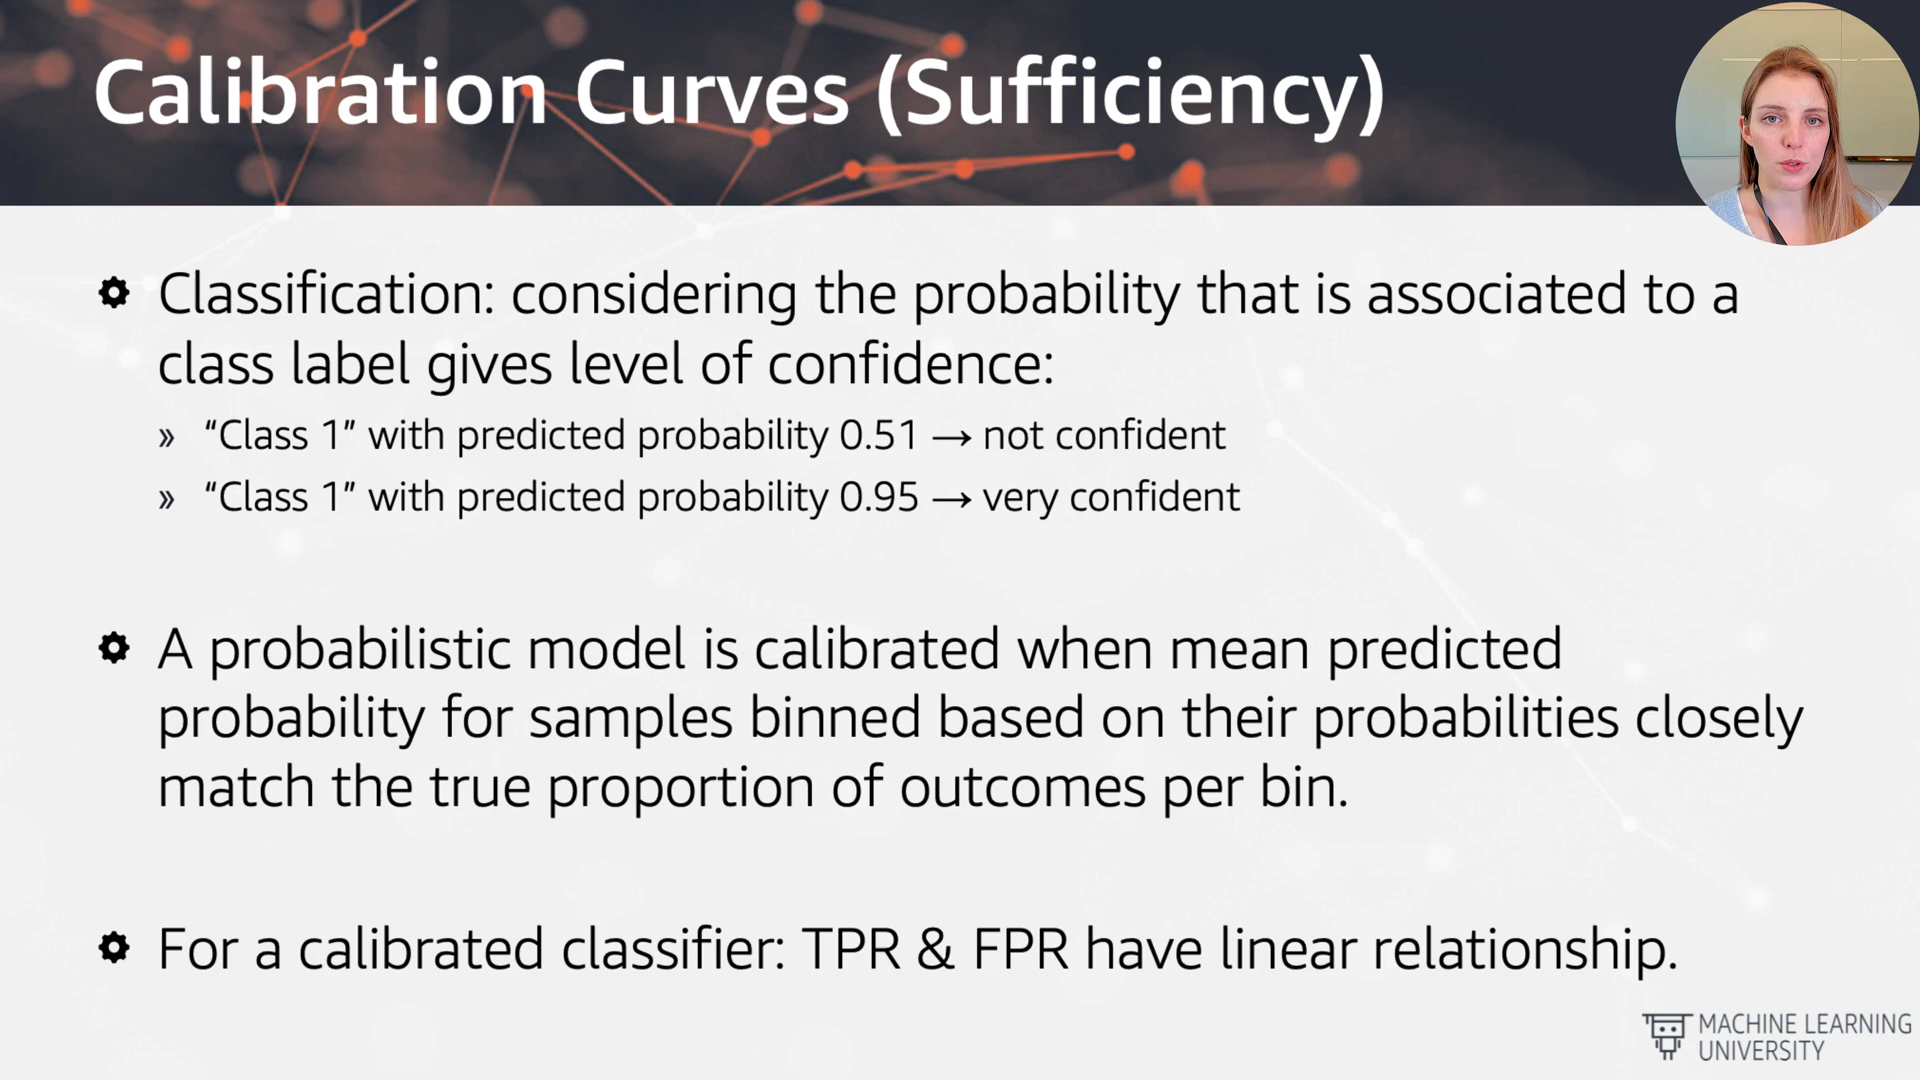 Calibration Curves (Sufficiency)
Classification: considering the probability that is associated to a
class label gives level of confidence:
» “Class 1” with predicted probability 0.51 → not confident
» “Class 1” with predicted probability 0.95 → very confident
A probabilistic model is calibrated when mean predicted
probability for samples binned based on their probabilities closely
match the true proportion of outcomes per bin.
For a calibrated classifier: TPR & FPR have linear relationship.
MACHINE LEARNING
UNIVERSITY